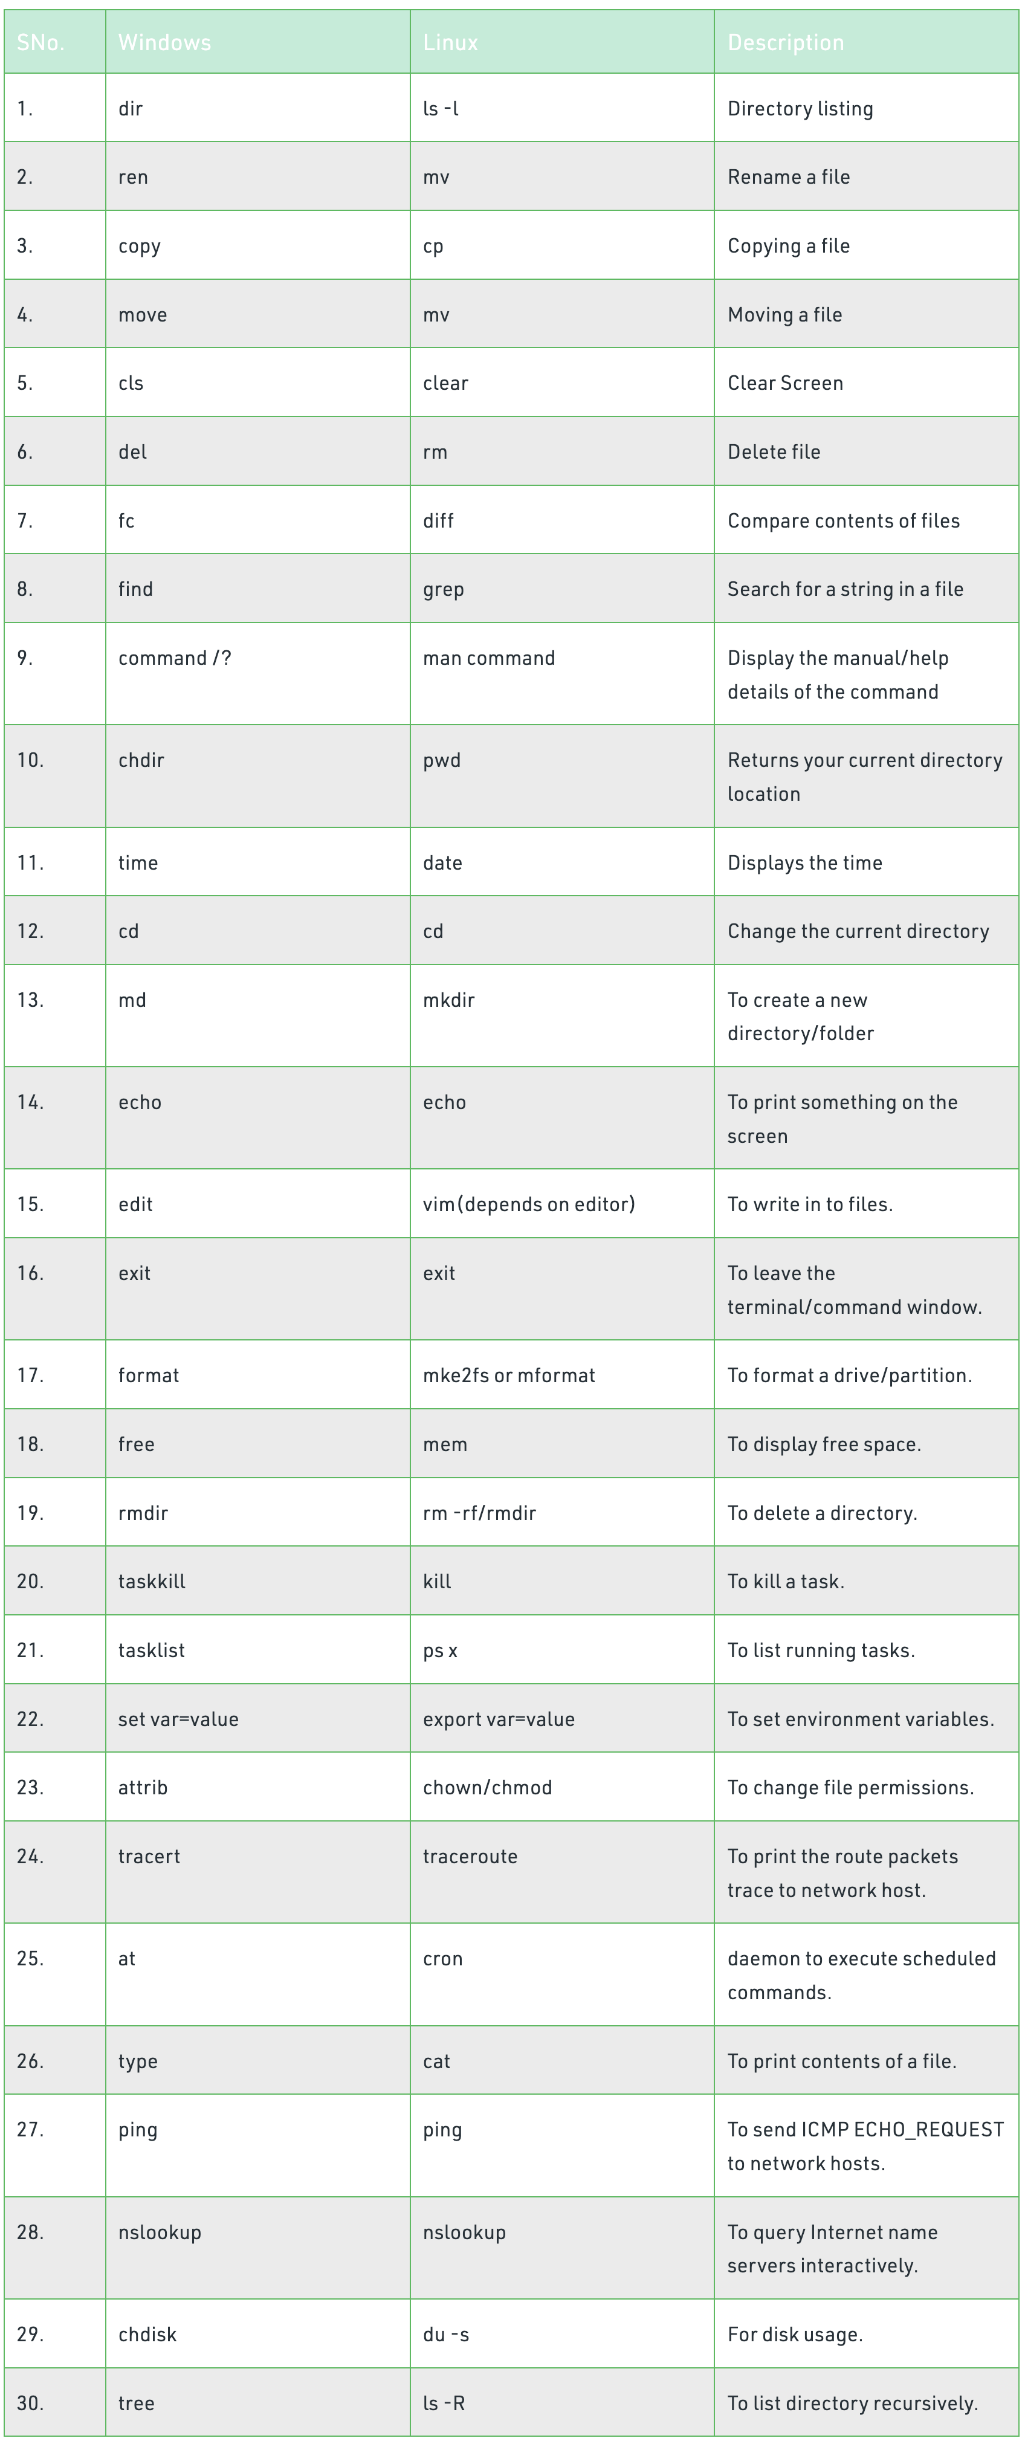 SNo. Windows Linux Description
1. dir ls -l Directory listing
2. ren mv Rename a file
3. copy cp Copying a file
4. move mv Moving a file
5. cls clear Clear Screen
6. del rm Delete file
7. fc diff Compare contents of files
8. find grep Search for a string in a file
9. command /? man command Display the manual/help
details of the command
10. chdir pwd Returns your current directory
location
11. time date Displays the time
12. cd cd Change the current directory
13. md mkdir To create a new
directory/folder
14. echo echo To print something on the
screen
15. edit vim(depends on editor) To write in to files.
16. exit exit To leave the
terminal/command window.
17. format mke2fs or mformat To format a drive/partition.
18. free mem To display free space.
19. rmdir rm -rf/rmdir To delete a directory.
20. taskkill kill To kill a task.
21. tasklist ps x To list running tasks.
22. set var=value export var=value To set environment variables.
23. attrib chown/chmod To change file permissions.
24. tracert traceroute To print the route packets
trace to network host.
25. at cron daemon to execute scheduled
commands.
26. type cat To print contents of a file.
27. ping ping To send ICMP ECHO_REQUEST
to network hosts.
28. nslookup nslookup To query Internet name
servers interactively.
29. chdisk du -s For disk usage.
30. tree ls -R To list directory recursively.